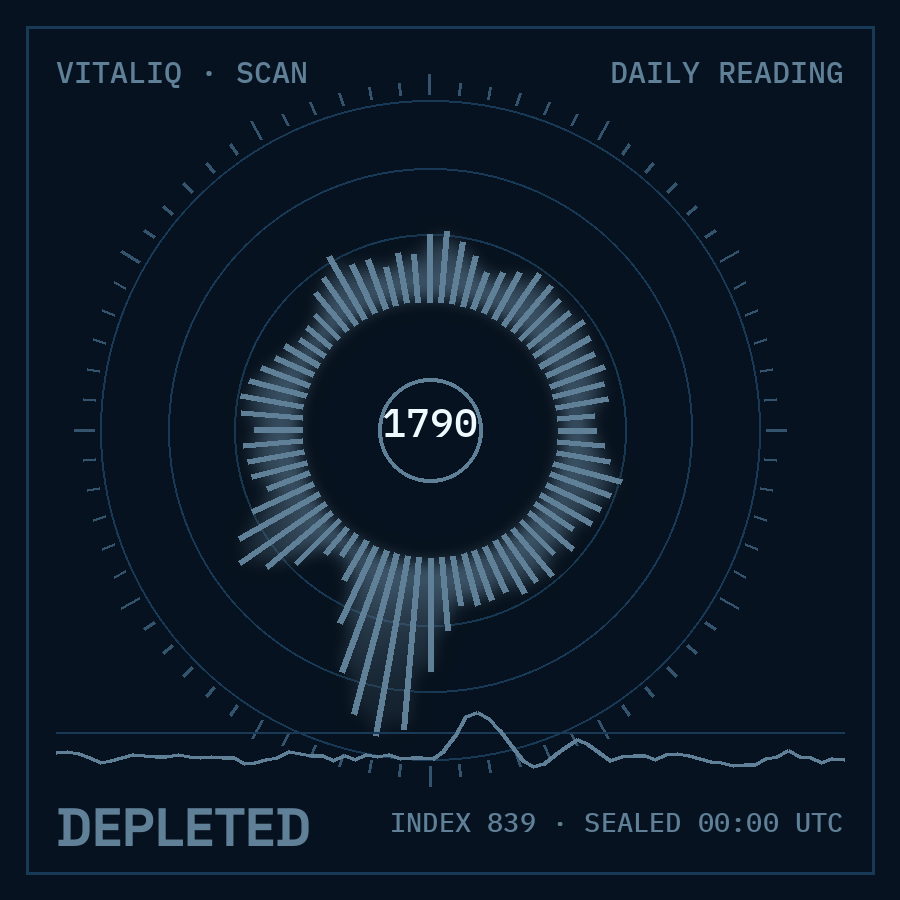 VITALIQ · SCAN
DAILY READING
1790
DEPLETED
INDEX 839 · SEALED 00:00 UTC